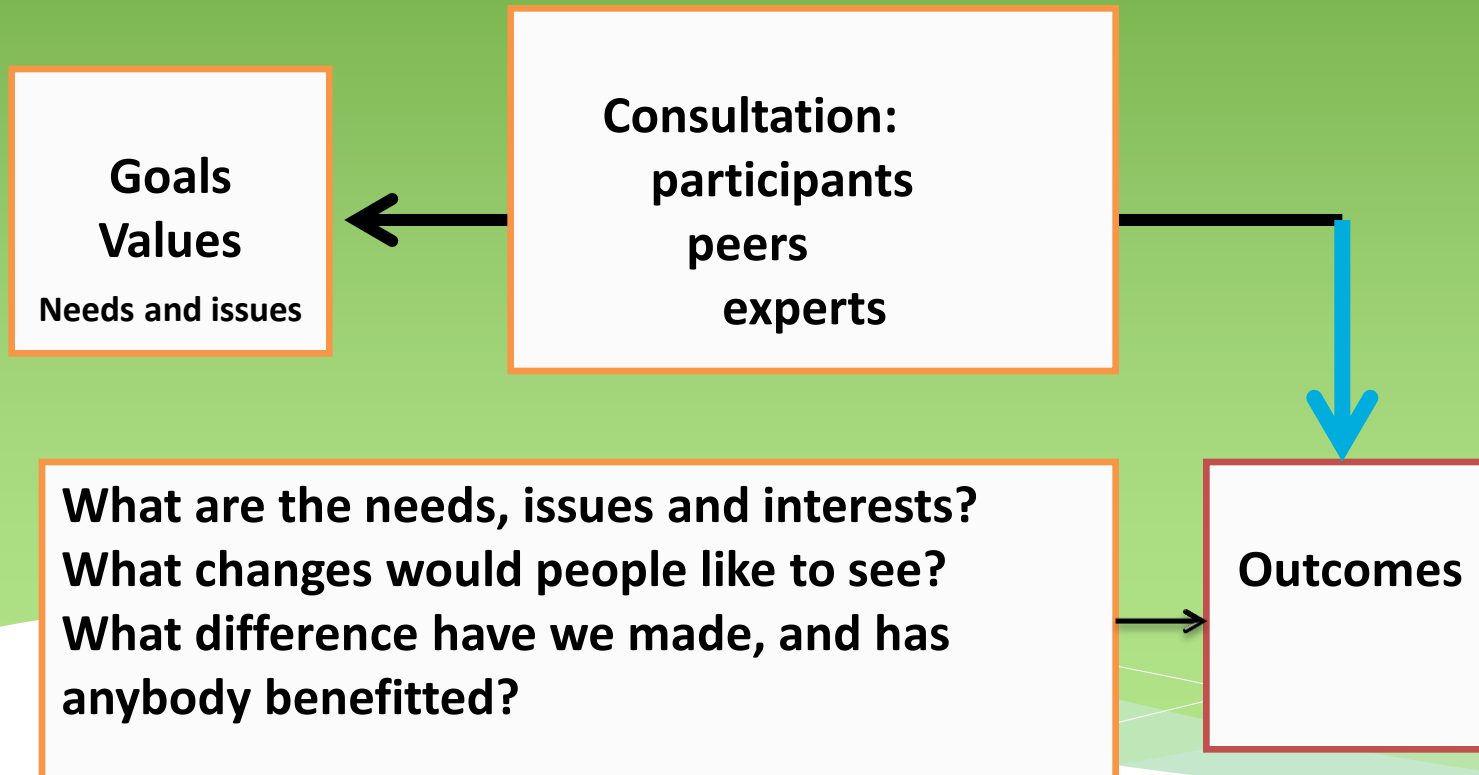 Goals
Values
Needs and issues
Consultation:
participants
peers
experts
What are the needs, issues and interests?
What changes would people like to see?
What difference have we made, and has
anybody benefitted?
Outcomes